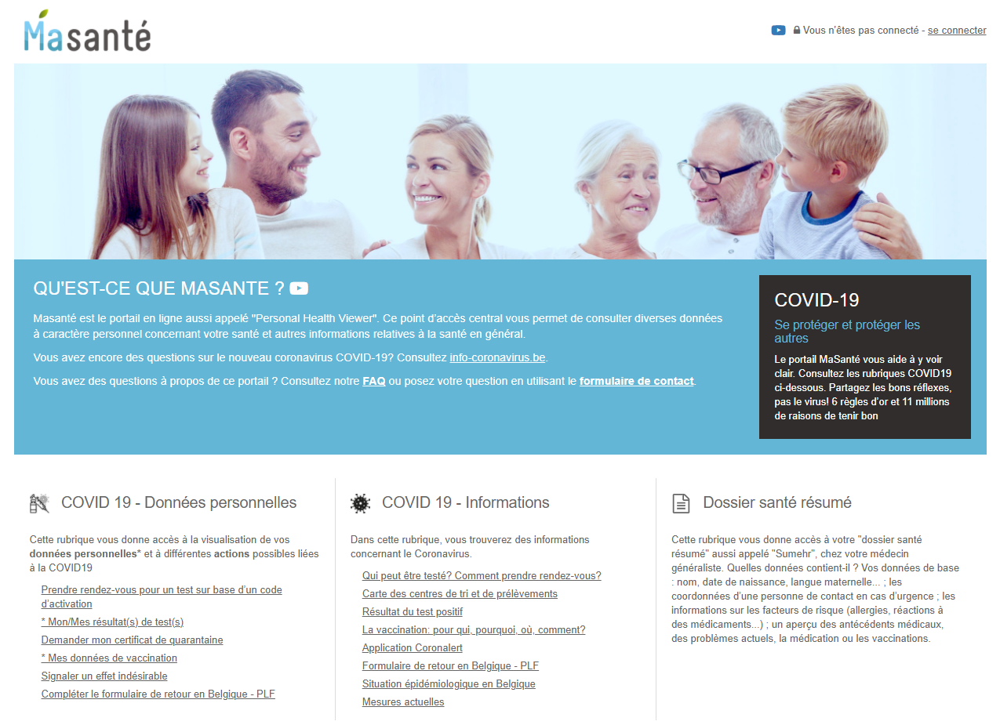 Masanté
Vous n'êtes pas connecté - se connecter
QU'EST-CE QUE MASANTE ?
Masanté est le portail en ligne aussi appelé "Personal Health Viewer". Ce point d’accès central vous permet de consulter diverses données
à caractère personnel concernant votre santé et autres informations relatives à la santé en général.
Vous avez encore des questions sur le nouveau coronavirus COVID-19? Consultez info-coronavirus.be.
Vous avez des questions à propos de ce portail ? Consultez notre FAQ ou posez votre question en utilisant le formulaire de contact.
COVID-19
Se protéger et protéger les
autres
Le portail MaSanté vous aide à y voir
clair. Consultez les rubriques COVID19
ci-dessous. Partagez les bons réflexes,
pas le virus! 6 règles d’or et 11 millions
de raisons de tenir bon
COVID 19 - Données personnelles
Cette rubrique vous donne accès à la visualisation de vos
données personnelles* et à différentes actions possibles liées
à la COVID19
Prendre rendez-vous pour un test sur base d’un code
d’activation
* Mon/Mes résultat(s) de test(s)
Demander mon certificat de quarantaine
* Mes données de vaccination
Signaler un effet indésirable
Compléter le formulaire de retour en Belgique - PLF
COVID 19 - Informations
Dans cette rubrique, vous trouverez des informations
concernant le Coronavirus.
Qui peut être testé? Comment prendre rendez-vous?
Carte des centres de tri et de prélèvements
Résultat du test positif
La vaccination: pour qui, pourquoi, où, comment?
Application Coronalert
Formulaire de retour en Belgique - PLF
Situation épidémiologique en Belgique
Mesures actuelles
Dossier santé résumé
Cette rubrique vous donne accès à votre "dossier santé
résumé" aussi appelé "Sumehr", chez votre médecin
généraliste. Quelles données contient-il ? Vos données de base
: nom, date de naissance, langue maternelle... ; les
coordonnées d’une personne de contact en cas d’urgence ; les
informations sur les facteurs de risque (allergies, réactions à
des médicaments...) ; un aperçu des antécédents médicaux,
des problèmes actuels, la médication ou les vaccinations.